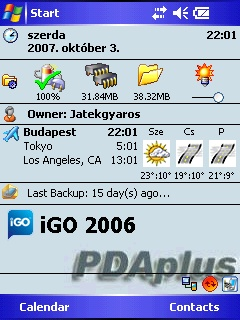 Start
szerda 22:01
2007. október 3.
100% 31.84MB 38.32MB
Owner: Jatekgyaros
Budapest 22:01 Sze Cs P
Tokyo 5:01
Los Angeles, CA 13:01
23°:10° 19°:10° 21°:9°
Last Backup: 15 day(s) ago...
iGO iGO 2006
PDAplus
Calendar Contacts